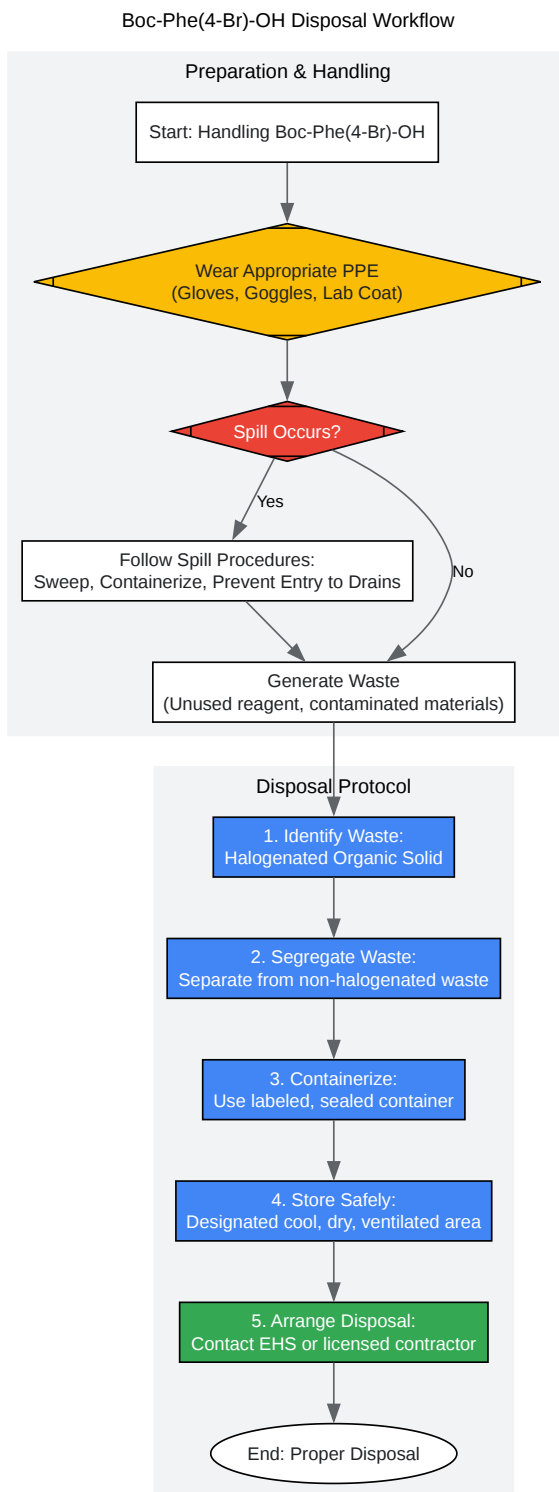 Boc-Phe(4-Br)-OH Disposal Workflow
Preparation & Handling
Start: Handling Boc-Phe(4-Br)-OH
Wear Appropriate PPE
(Gloves, Goggles, Lab Coat)
Spill Occurs?
Yes
Follow Spill Procedures:
Sweep, Containerize, Prevent Entry to Drains
No
Generate Waste
(Unused reagent, contaminated materials)
Disposal Protocol
1. Identify Waste:
Halogenated Organic Solid
2. Segregate Waste:
Separate from non-halogenated waste
3. Containerize:
Use labeled, sealed container
4. Store Safely:
Designated cool, dry, ventilated area
5. Arrange Disposal:
Contact EHS or licensed contractor
End: Proper Disposal